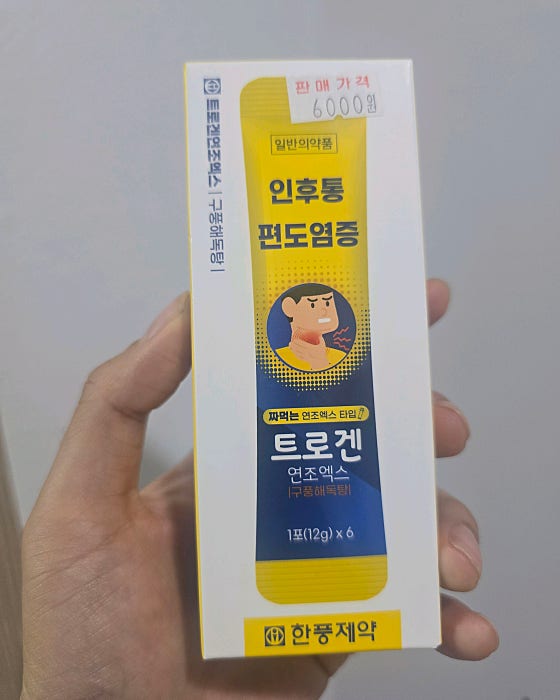 트로겐연조엑스 | 구풍해독탕 |
판매가격
6000원
일반의약품
인후통
편도염증
짜먹는 연조엑스 타입
트로겐
연조엑스
|구풍해독탕|
1포(12g) x 6
한풍제약